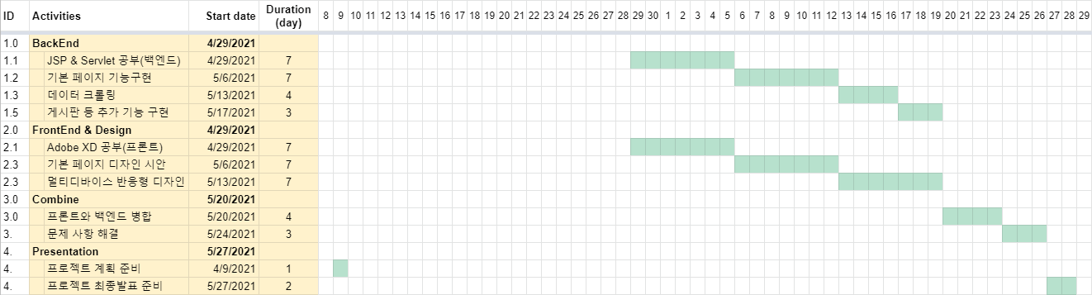 ID Activities Start date Duration (day) 8 9 10 11 12 13 14 15 16 17 18 19 20 21 22 23 24 25 26 27 28 29 30 1 2 3 4 5 6 7 8 9 10 11 12 13 14 15 16 17 18 19 20 21 22 23 24 25 26 27 28 29
1.0 BackEnd 4/29/2021
1.1 JSP & Servlet 공부(백엔드) 4/29/2021 7
1.2 기본 페이지 기능구현 5/6/2021 7
1.3 데이터 크롤링 5/13/2021 4
1.5 게시판 등 추가 기능 구현 5/17/2021 3
2.0 FrontEnd & Design 4/29/2021
2.1 Adobe XD 공부(프론트) 4/29/2021 7
2.3 기본 페이지 디자인 시안 5/6/2021 7
2.3 멀티디바이스 반응형 디자인 5/13/2021 7
3.0 Combine 5/20/2021
3.0 프론트와 백엔드 병합 5/20/2021 4
3. 문제 사항 해결 5/24/2021 3
4. Presentation 5/27/2021
4. 프로젝트 계획 준비 4/9/2021 1
4. 프로젝트 최종발표 준비 5/27/2021 2